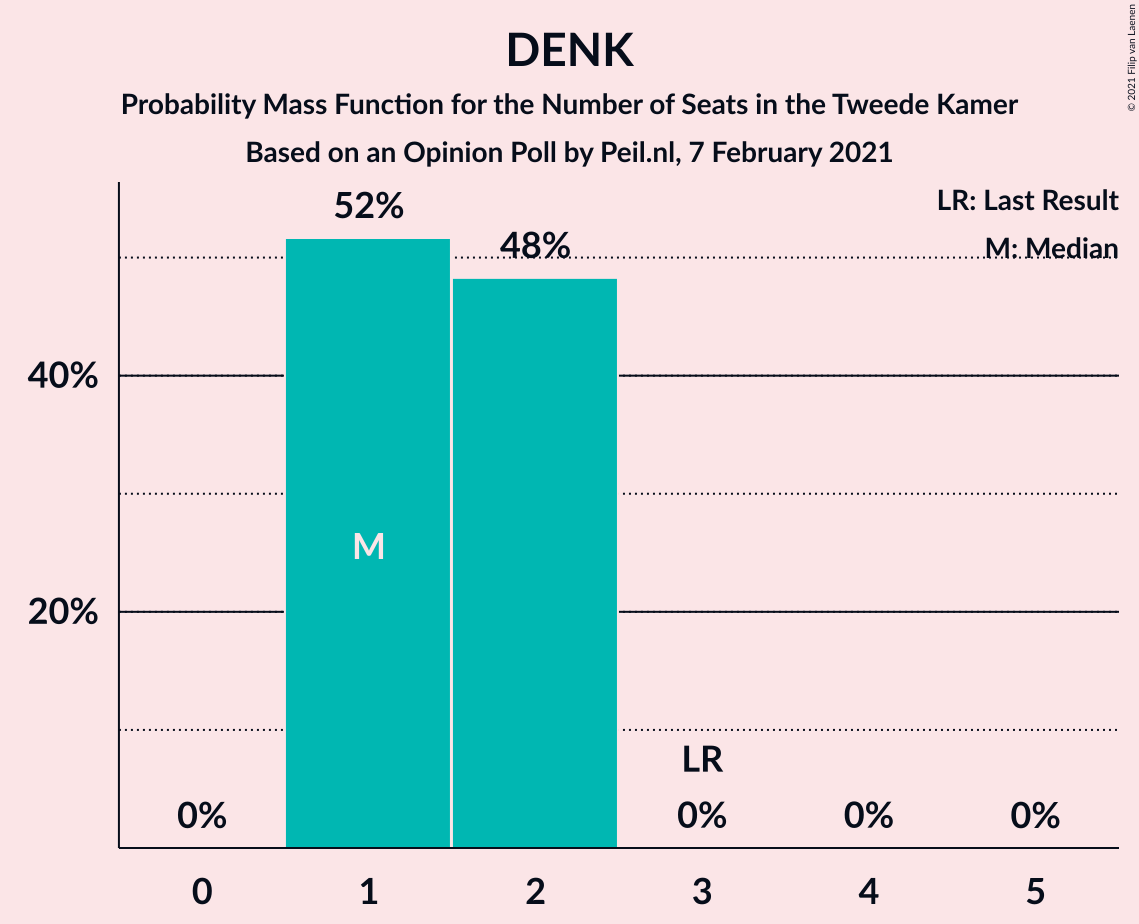 DENK
Probability Mass Function for the Number of Seats in the Tweede Kamer
Based on an Opinion Poll by Peil.nl, 7 February 2021
© 2021 Filip van Laenen
LR: Last Result
M: Median
52%
48%
40%
20%
M
LR
0%
0%
0%
0%
0
1
2
3
4
5